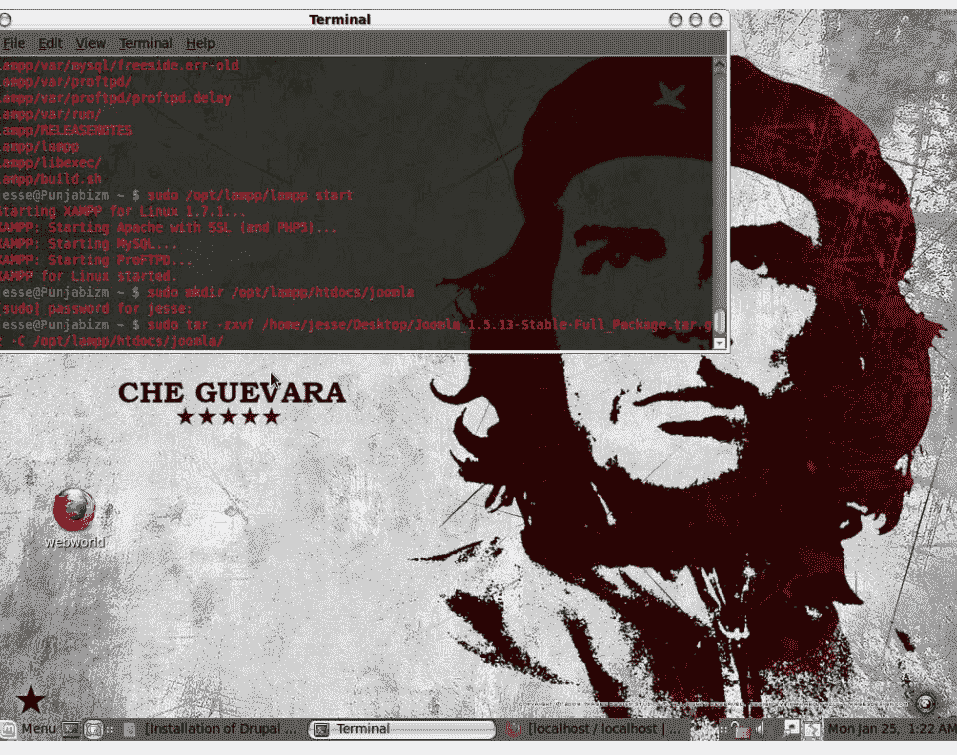 Terminal
File Edit View Terminal Help
lampp/var/mysql/freeside.err-old
lampp/var/proftpd/
lampp/var/proftpd/proftpd.delay
lampp/var/run/
lampp/RELEASENOTES
lampp/lampp
lampp/libexec/
lampp/build.sh
esse@Punjabizm ~ $ sudo /opt/lampp/lampp start
Starting XAMPP for Linux 1.7.1...
XAMPP: Starting Apache with SSL (and PHP5)...
XAMPP: Starting MySQL...
XAMPP: Starting ProFTPD...
XAMPP for Linux started.
esse@Punjabizm ~ $ sudo mkdir /opt/lampp/htdocs/joomla
[sudo] password for jesse:
esse@Punjabizm ~ $ sudo tar -zxvf /home/jesse/Desktop/Joomla_1.5.13-Stable-Full_Package.tar.g
z -C /opt/lampp/htdocs/joomla/
CHE GUEVARA
webworld
Menu [Installation of Drupal ... Terminal [localhost / localhost | ... Mon Jan 25, 1:22 AM